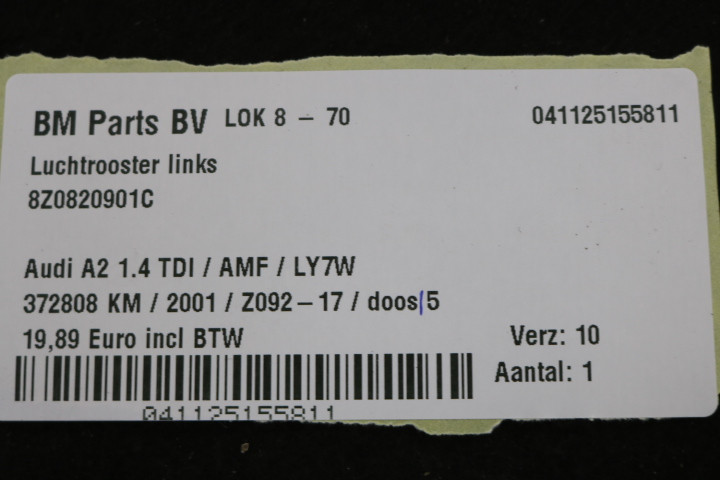 BM Parts BV LOK 8 – 70 041125155811
Luchtrooster links
8Z0820901C
Audi A2 1.4 TDI / AMF / LY7W
372808 KM / 2001 / Z092–17 / doos/5
19,89 Euro incl BTW Verz: 10
Aantal: 1
041125155811